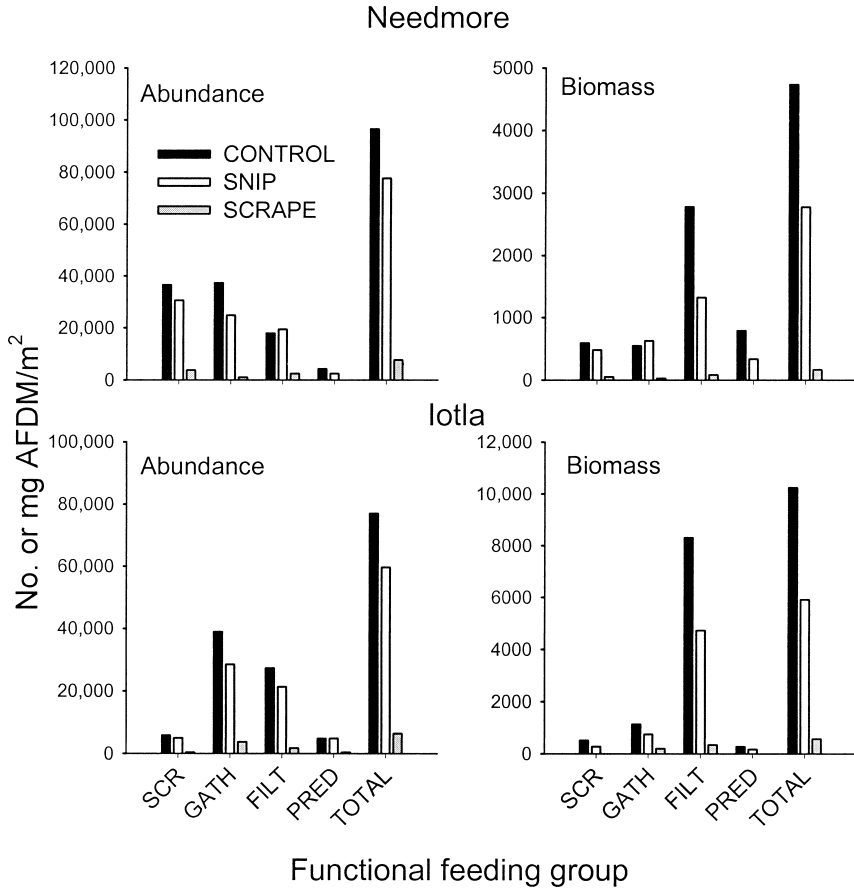 Needmore
Abundance
CONTROL
SNIP
SCRAPE
120,000
100,000
80,000
60,000
40,000
20,000
0
Biomass
5000
4000
3000
2000
1000
0
Iotla
Abundance
100,000
80,000
60,000
40,000
20,000
0
SCR
GATH
FILT
PRED
TOTAL
Biomass
12,000
10,000
8000
6000
4000
2000
0
SCR
GATH
FILT
PRED
TOTAL
No. or mg AFDM/m²
Functional feeding group